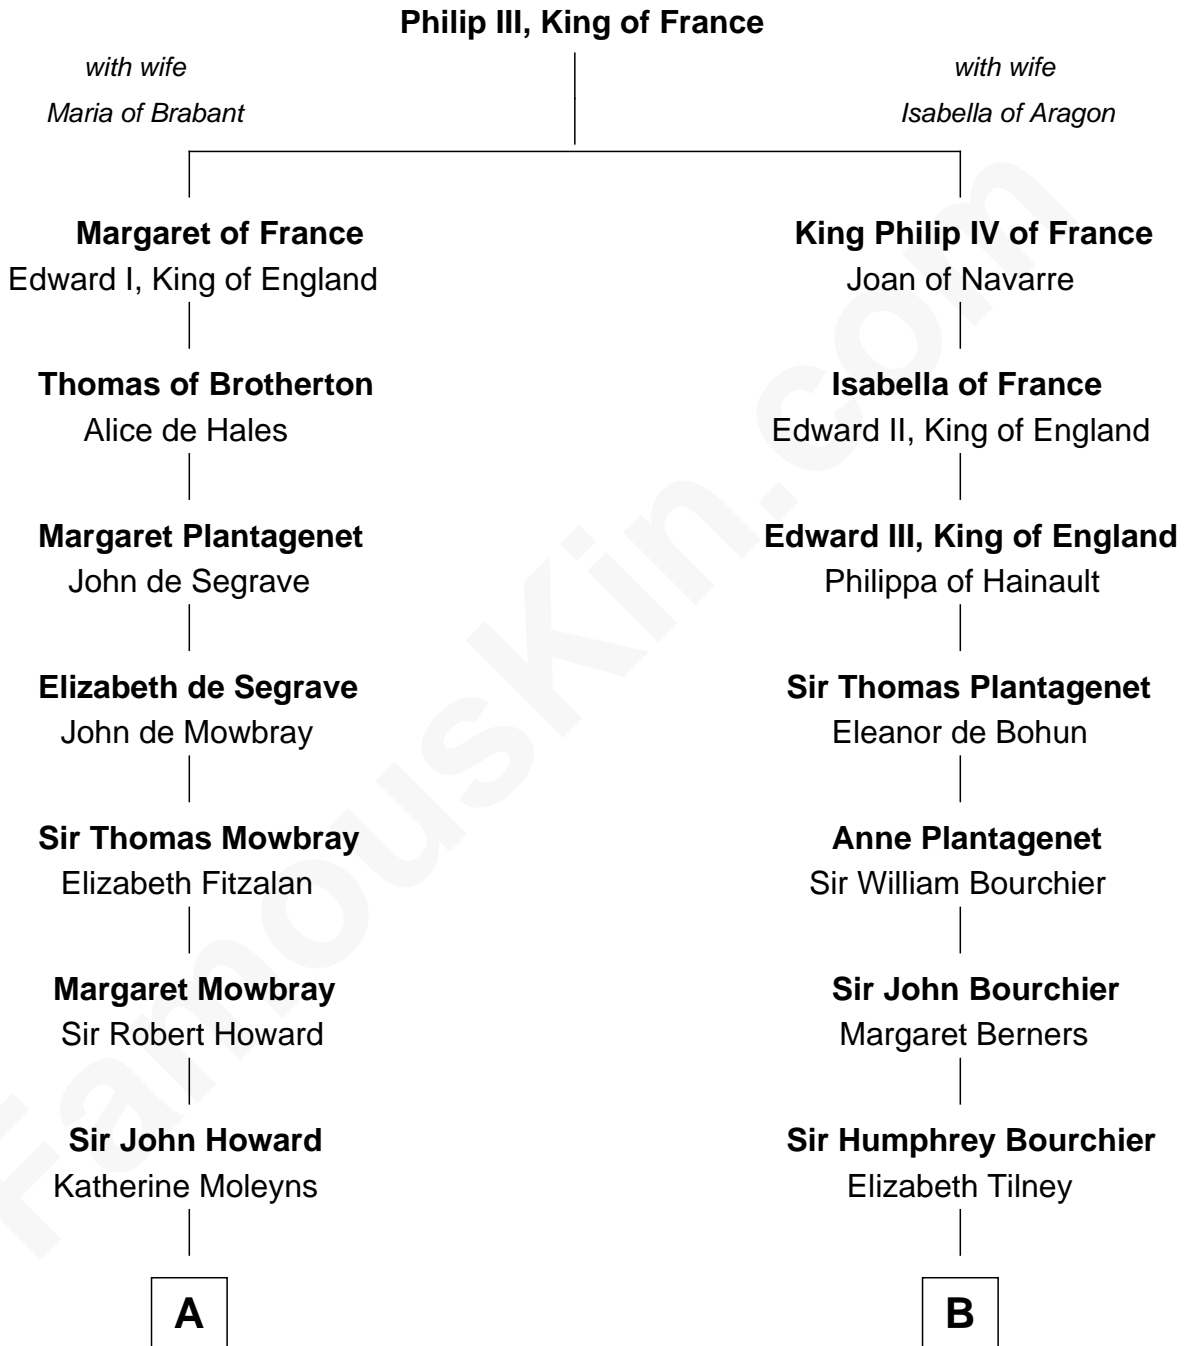 Philip III, King of France
with wife
Maria of Brabant
with wife
Isabella of Aragon
Margaret of France
Edward I, King of England
King Philip IV of France
Joan of Navarre
Thomas of Brotherton
Alice de Hales
Isabella of France
Edward II, King of England
Margaret Plantagenet
John de Segrave
Edward III, King of England
Philippa of Hainault
Elizabeth de Segrave
John de Mowbray
Sir Thomas Plantagenet
Eleanor de Bohun
Sir Thomas Mowbray
Elizabeth Fitzalan
Anne Plantagenet
Sir William Bourchier
Margaret Mowbray
Sir Robert Howard
Sir John Bourchier
Margaret Berners
Sir John Howard
Katherine Moleyns
Sir Humphrey Bourchier
Elizabeth Tilney
A
B
FamousKin.com